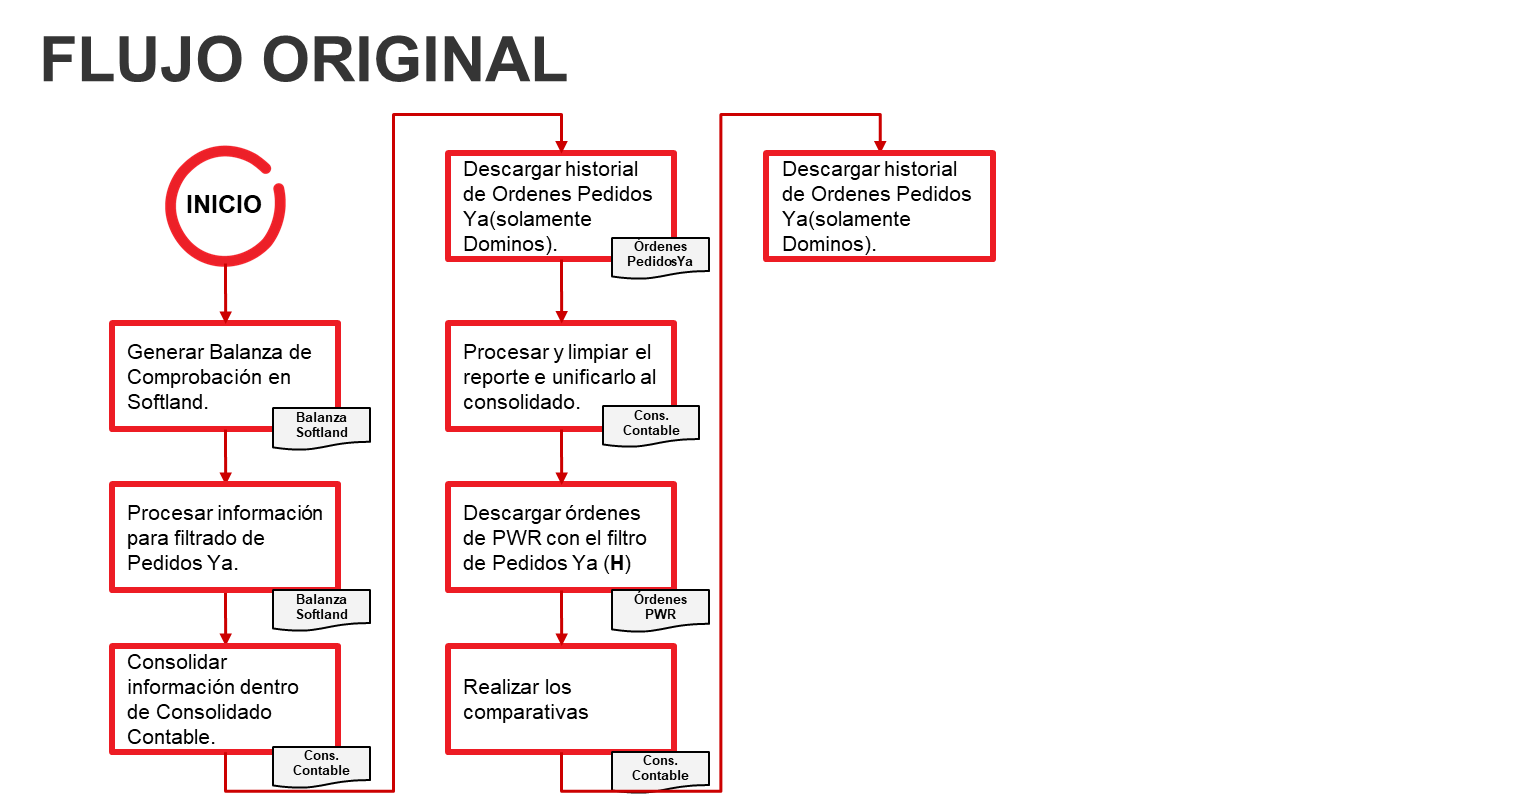 FLUJO ORIGINAL
INICIO
Generar Balanza de
Comprobación en
Softland.
Balanza
Softland
Procesar información
para filtrado de
Pedidos Ya.
Balanza
Softland
Consolidar
información dentro
de Consolidado
Contable.
Cons.
Contable
Descargar historial
de Ordenes Pedidos
Ya(solamente
Dominos).
Órdenes
PedidosYa
Procesar y limpiar el
reporte e unificarlo al
consolidado.
Cons.
Contable
Descargar órdenes
de PWR con el filtro
de Pedidos Ya (H)
Órdenes
PWR
Realizar los
comparativas
Cons.
Contable
Descargar historial
de Ordenes Pedidos
Ya(solamente
Dominos).